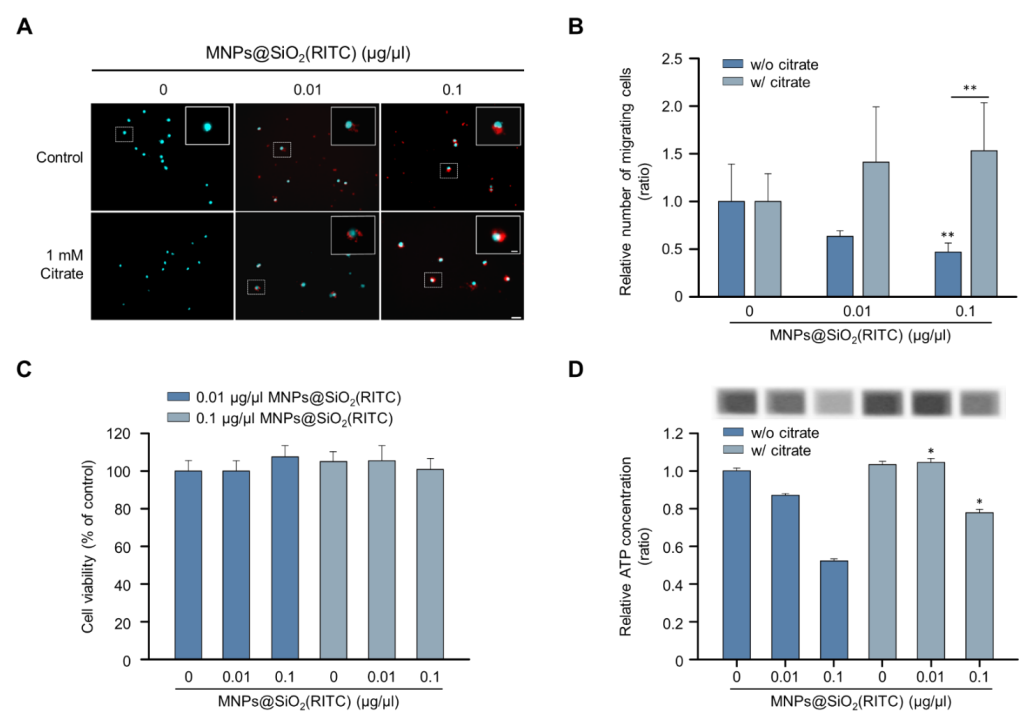 A
MNPs@SiO₂(RITC) (µg/µl)
0 0.01 0.1
Control
1 mM
Citrate
B
w/o citrate
w/ citrate
Relative number of migrating cells
(ratio)
2.5
2.0
1.5
1.0
0.5
0
**
**
0 0.01 0.1
MNPs@SiO₂(RITC) (µg/µl)
C
0.01 µg/µl MNPs@SiO₂(RITC)
0.1 µg/µl MNPs@SiO₂(RITC)
Cell viability (% of control)
120
100
80
60
40
20
0
0 0.01 0.1 0 0.01 0.1
MNPs@SiO₂(RITC) (µg/µl)
D
w/o citrate
w/ citrate
Relative ATP concentration
(ratio)
1.2
1.0
0.8
0.6
0.4
0.2
0
*
*
0 0.01 0.1 0 0.01 0.1
MNPs@SiO₂(RITC) (µg/µl)